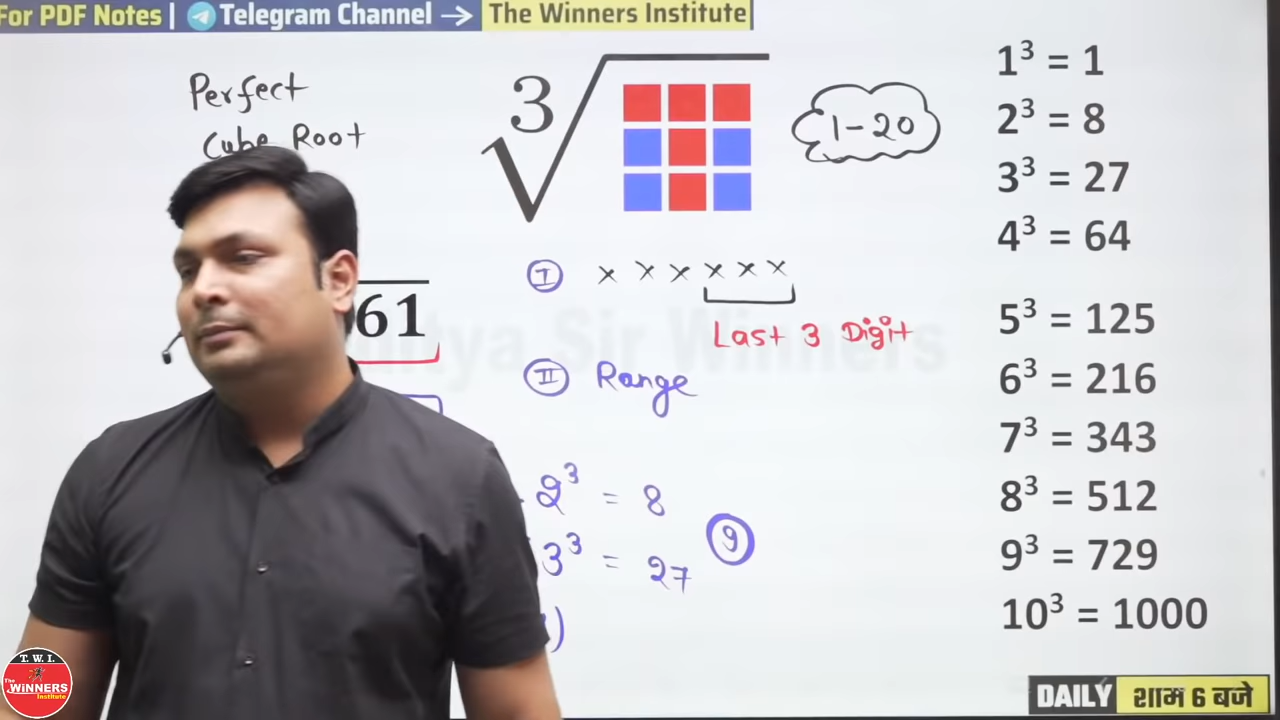 For PDF Notes | Telegram Channel → The Winners Institute
Perfect
Cube Root
3
1-20
61
I × × × × × ×
Last 3 Digit
II Range
2³ = 8
3³ = 27
9
)
1³ = 1
2³ = 8
3³ = 27
4³ = 64
5³ = 125
6³ = 216
7³ = 343
8³ = 512
9³ = 729
10³ = 1000
T. W. I.
The
WiNNERS
Institute
DAILY शाम 6 बजे